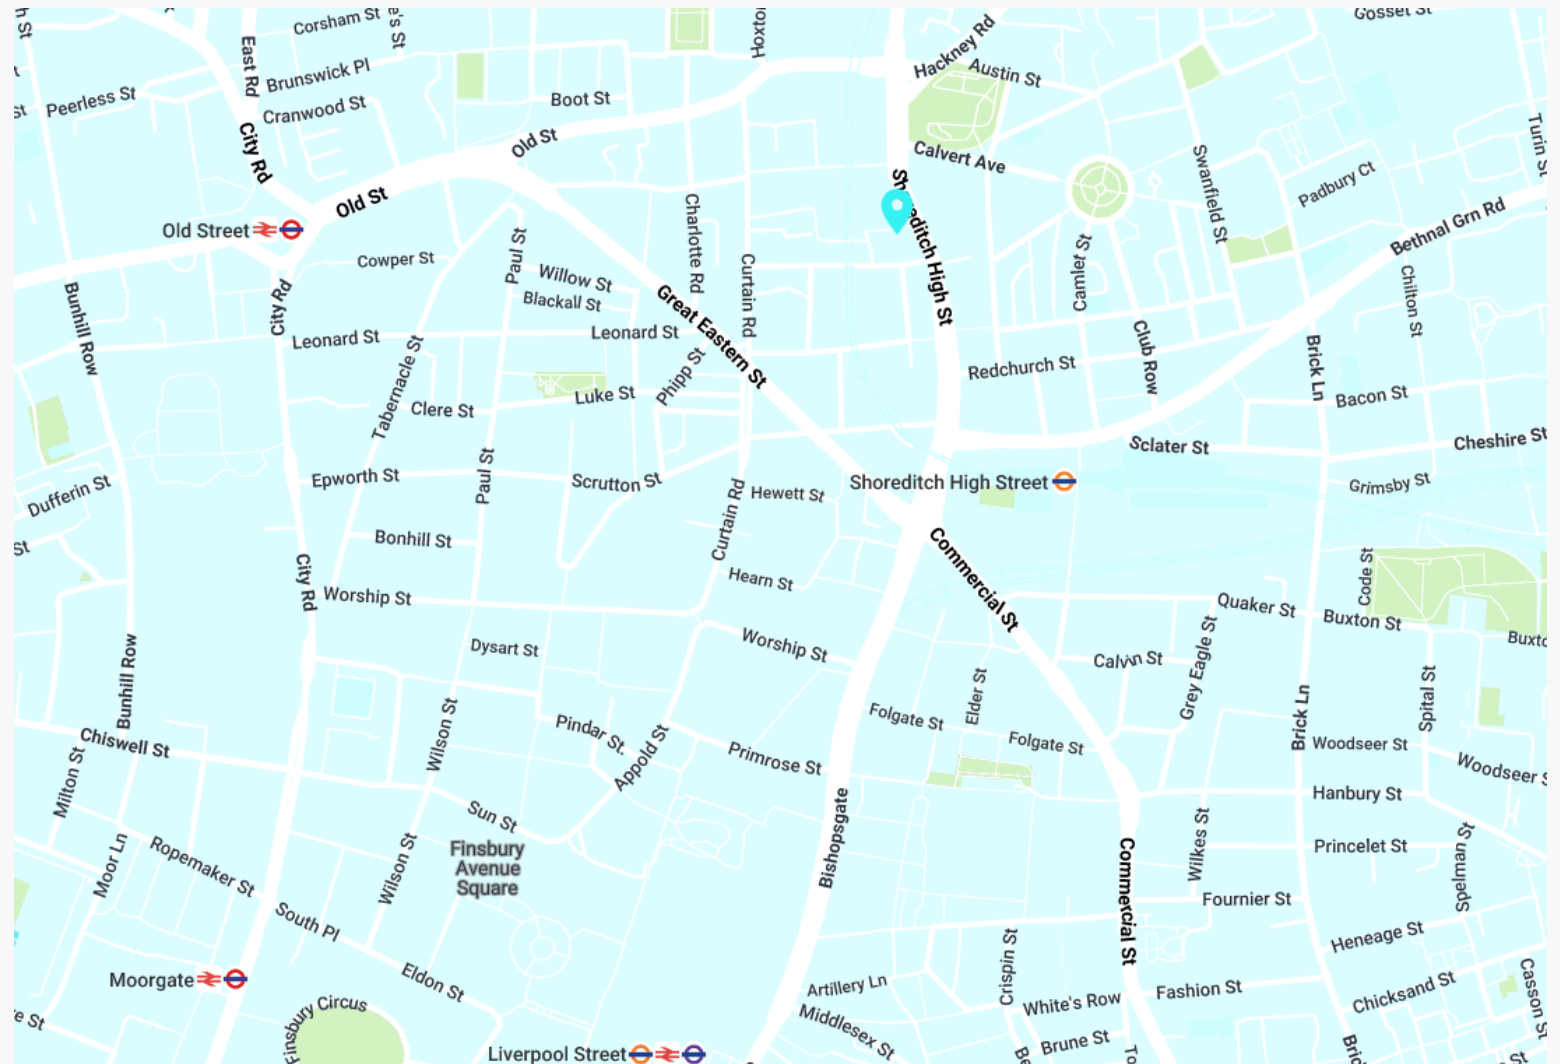 Corsham St
Gosset St
Hackney Rd
East Rd
Brunswick Pl
Austin St
Peerless St
Cranwood St
Boot St
City Rd
Old St
Calvert Ave
Turin St
Swanfield St
Padbury Ct
Old St
Shoreditch High St
Old Street
Charlotte Rd
Bethnal Grn Rd
Paul St
Cowper St
Willow St
Camlet St
Curtain Rd
Blackall St
Chilton St
City Rd
Bunhill Row
Great Eastern St
Leonard St
Leonard St
Club Row
Redchurch St
Brick Ln
Phipp St
Tabernacle St
Luke St
Bacon St
Clere St
Sclater St
Cheshire St
Epworth St
Paul St
Scrutton St
Shoreditch High Street
Hewett St
Grimsby St
Dufferin St
Curtain Rd
Bonhill St
St
Commercial St
Code St
City Rd
Hearn St
Worship St
Quaker St
Buxton St
Dysart St
Worship St
Calvin St
Grey Eagle St
Bunhill Row
Elder St
Spital St
Folgate St
Wilson St
Pindar St.
Folgate St
Brick Ln
Woodseer St
Chiswell St
Appold St
Primrose St
Woodseer S
Milton St
Hanbury St
Sun St
Bishopsgate
Wilkes St
Princelet St
Finsbury
Avenue
Square
Spelman St
Moor Ln
Ropemaker St
Wilson St
Commercial St
Fournier St
South Pl
Heneage St
Crispin St
Moorgate
Eldon St
Artillery Ln
White's Row
Fashion St
Chicksand St
Casson St
Finsbury Circus
Middlesex St
Brune St
Liverpool Street